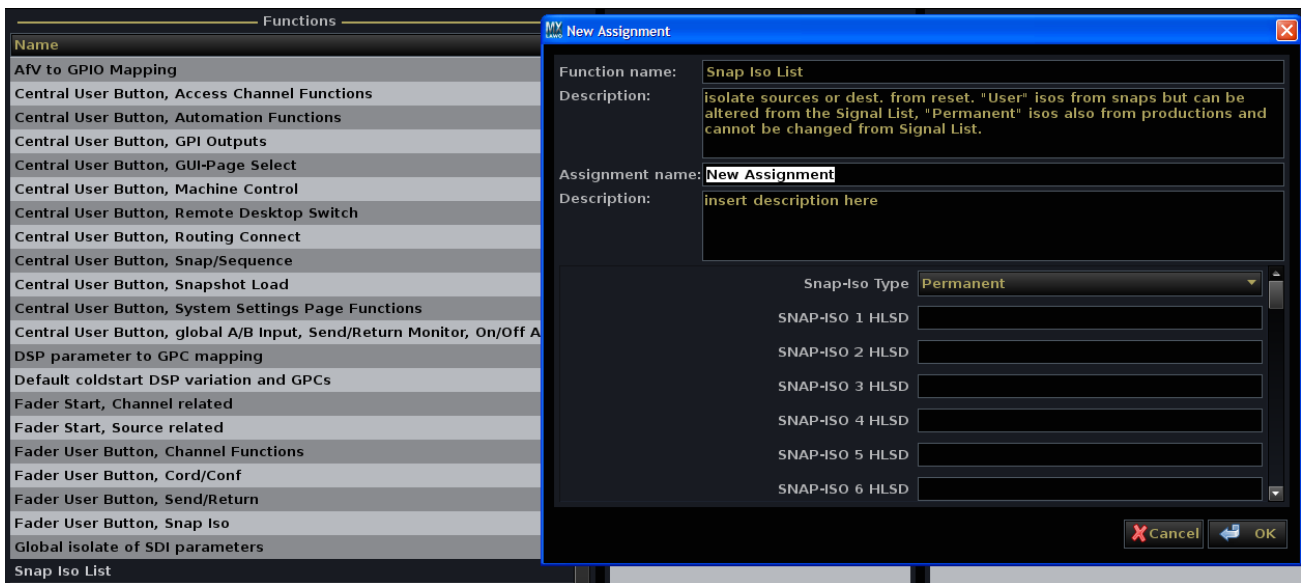 Functions
Name
AfV to GPIO Mapping
Central User Button, Access Channel Functions
Central User Button, Automation Functions
Central User Button, GPI Outputs
Central User Button, GUI-Page Select
Central User Button, Machine Control
Central User Button, Remote Desktop Switch
Central User Button, Routing Connect
Central User Button, Snap/Sequence
Central User Button, Snapshot Load
Central User Button, System Settings Page Functions
Central User Button, global A/B Input, Send/Return Monitor, On/Off A
DSP parameter to GPC mapping
Default coldstart DSP variation and GPCs
Fader Start, Channel related
Fader Start, Source related
Fader User Button, Channel Functions
Fader User Button, Cord/Conf
Fader User Button, Send/Return
Fader User Button, Snap Iso
Global isolate of SDI parameters
Snap Iso List
MX LAWO New Assignment
Function name: Snap Iso List
Description: isolate sources or dest. from reset. "User" isos from snaps but can be
altered from the Signal List, "Permanent" isos also from productions and
cannot be changed from Signal List.
Assignment name: New Assignment
Description: insert description here
Snap-Iso Type Permanent
SNAP-ISO 1 HLSD
SNAP-ISO 2 HLSD
SNAP-ISO 3 HLSD
SNAP-ISO 4 HLSD
SNAP-ISO 5 HLSD
SNAP-ISO 6 HLSD
Cancel OK